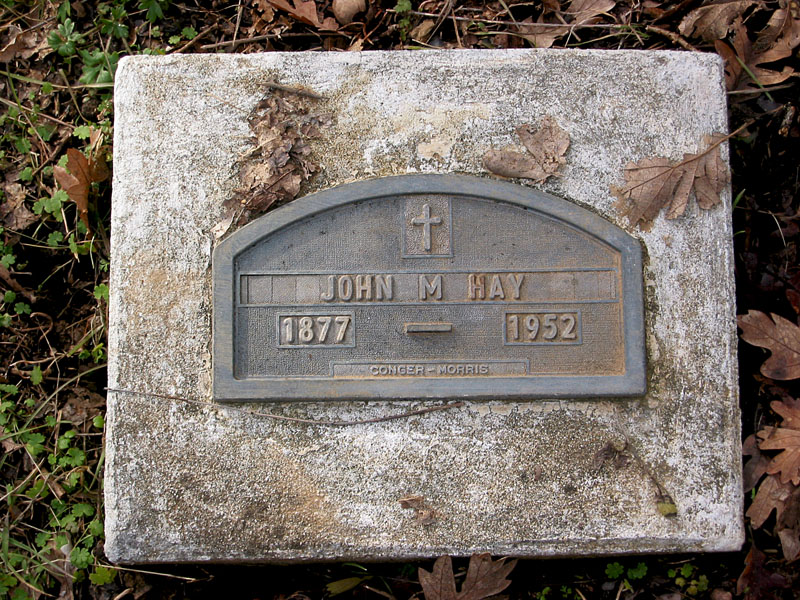 JOHN M HAY
1877 — 1952
CONGER-MORRIS